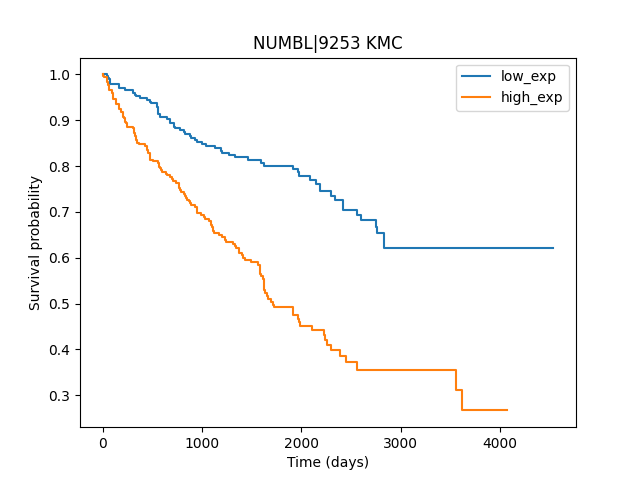 NUMBL|9253 KMC
low_exp
high_exp
Survival probability
1.0
0.9
0.8
0.7
0.6
0.5
0.4
0.3
0 1000 2000 3000 4000
Time (days)